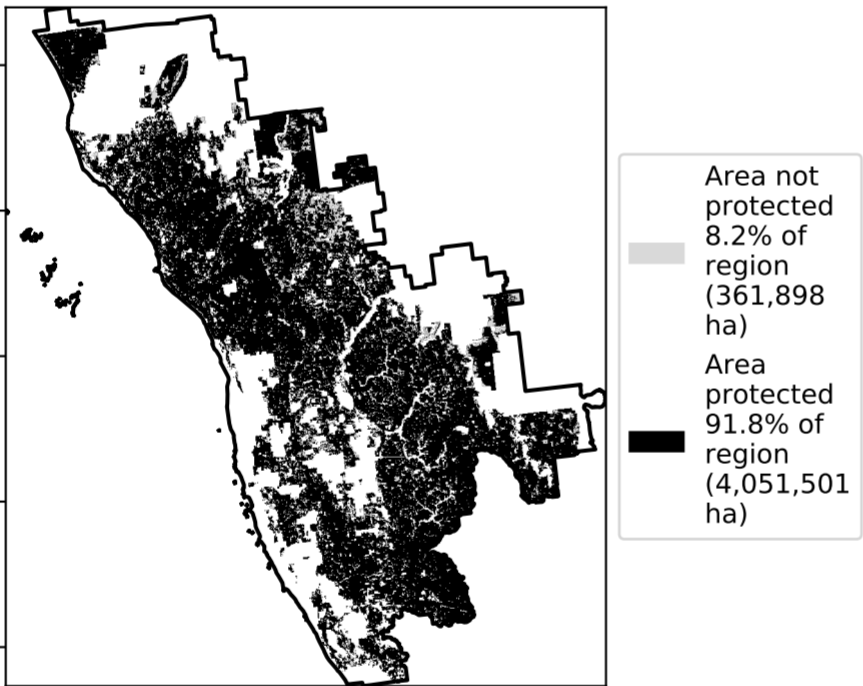 Area not
protected
8.2% of
region
(361,898
ha)
Area
protected
91.8% of
region
(4,051,501
ha)